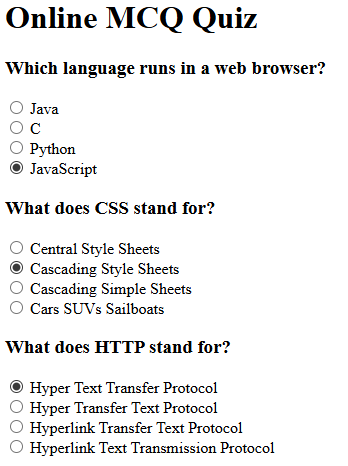 Online MCQ Quiz
Which language runs in a web browser?
Java
C
Python
JavaScript
What does CSS stand for?
Central Style Sheets
Cascading Style Sheets
Cascading Simple Sheets
Cars SUVs Sailboats
What does HTTP stand for?
Hyper Text Transfer Protocol
Hyper Transfer Text Protocol
Hyperlink Transfer Text Protocol
Hyperlink Text Transmission Protocol